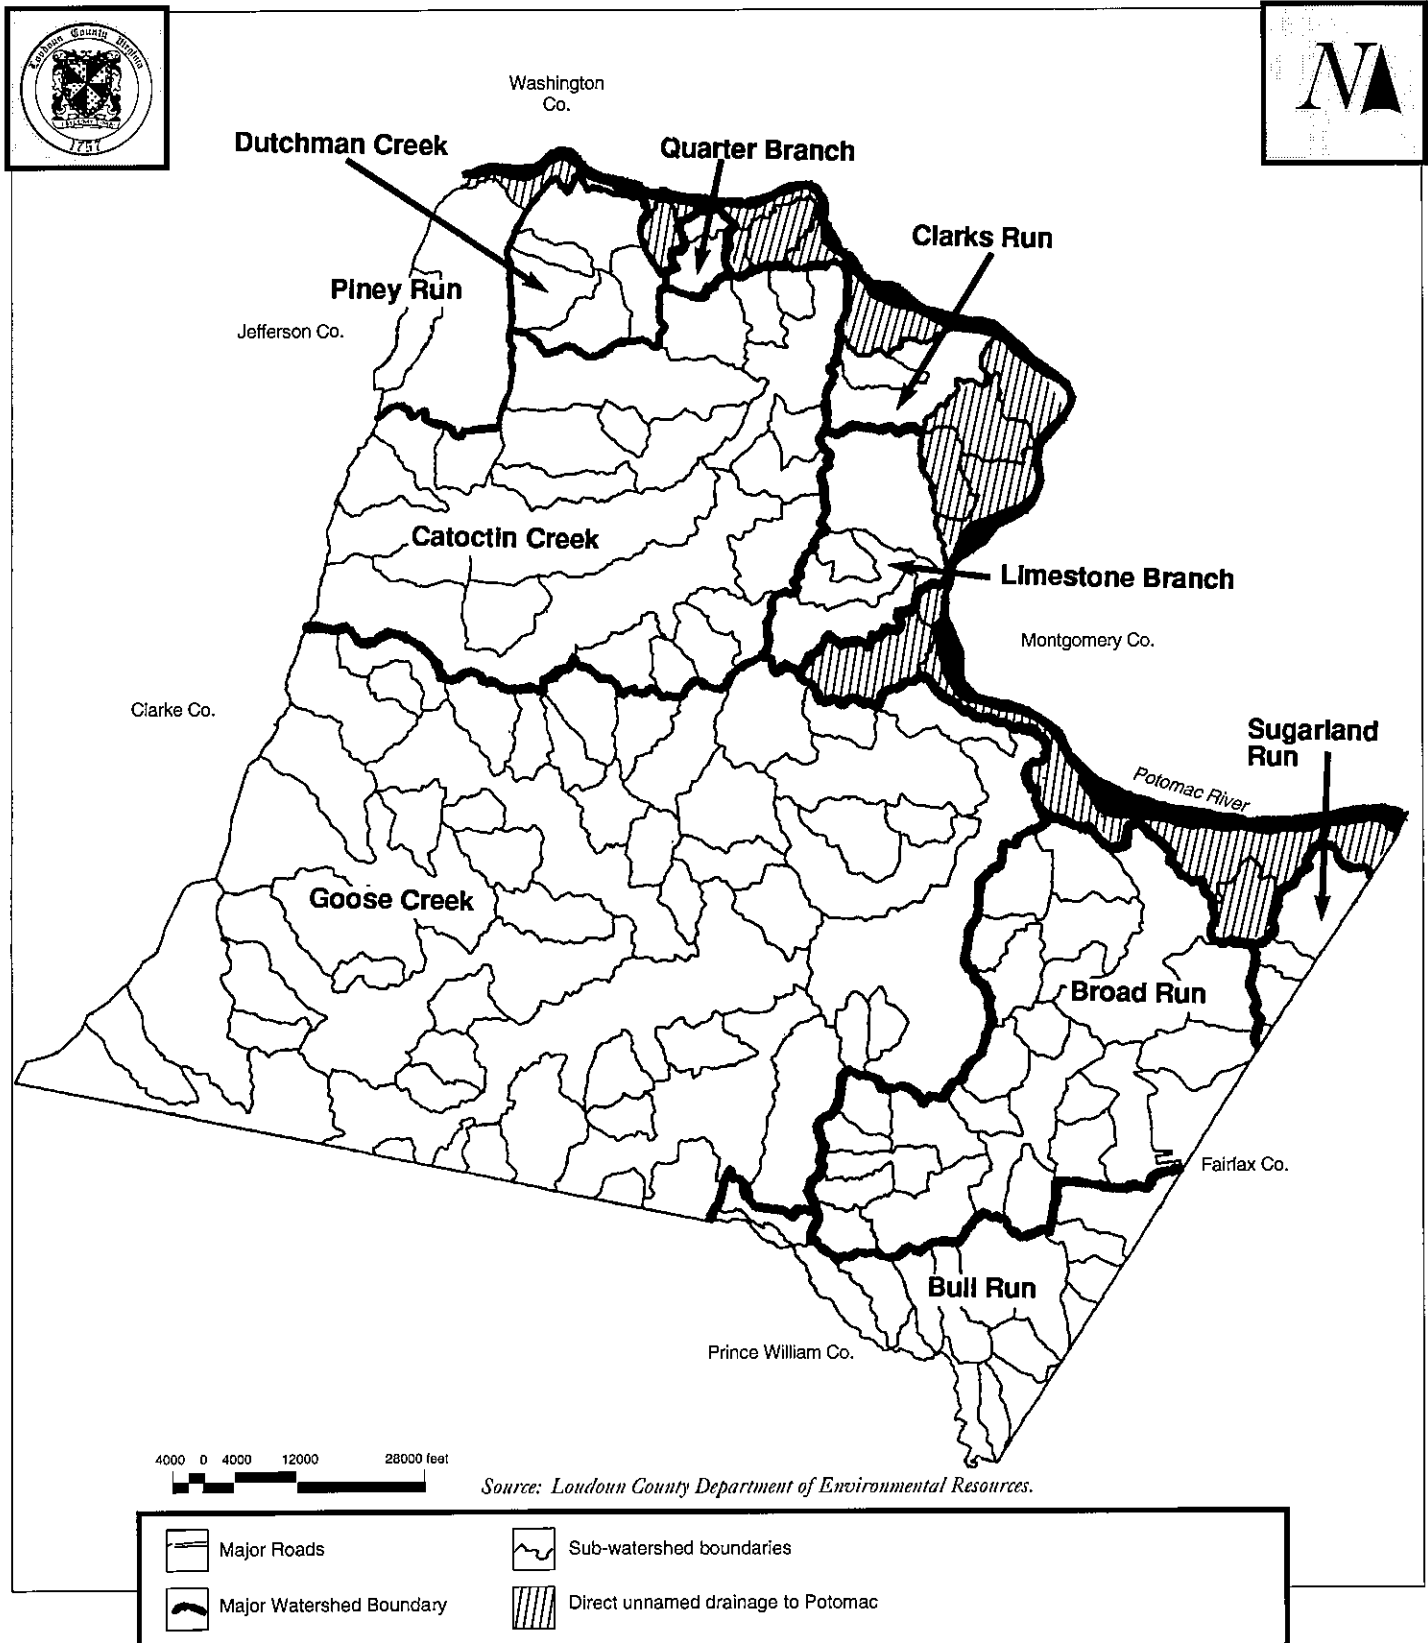 Loudoun County Virginia
1757
N
Washington
Co.
Dutchman Creek
Quarter Branch
Clarks Run
Piney Run
Jefferson Co.
Catoctin Creek
Limestone Branch
Montgomery Co.
Clarke Co.
Sugarland
Run
Potomac River
Goose Creek
Broad Run
Fairfax Co.
Bull Run
Prince William Co.
4000 0 4000 12000 28000 feet
Source: Loudoun County Department of Environmental Resources.
Major Roads
Sub-watershed boundaries
Major Watershed Boundary
Direct unnamed drainage to Potomac